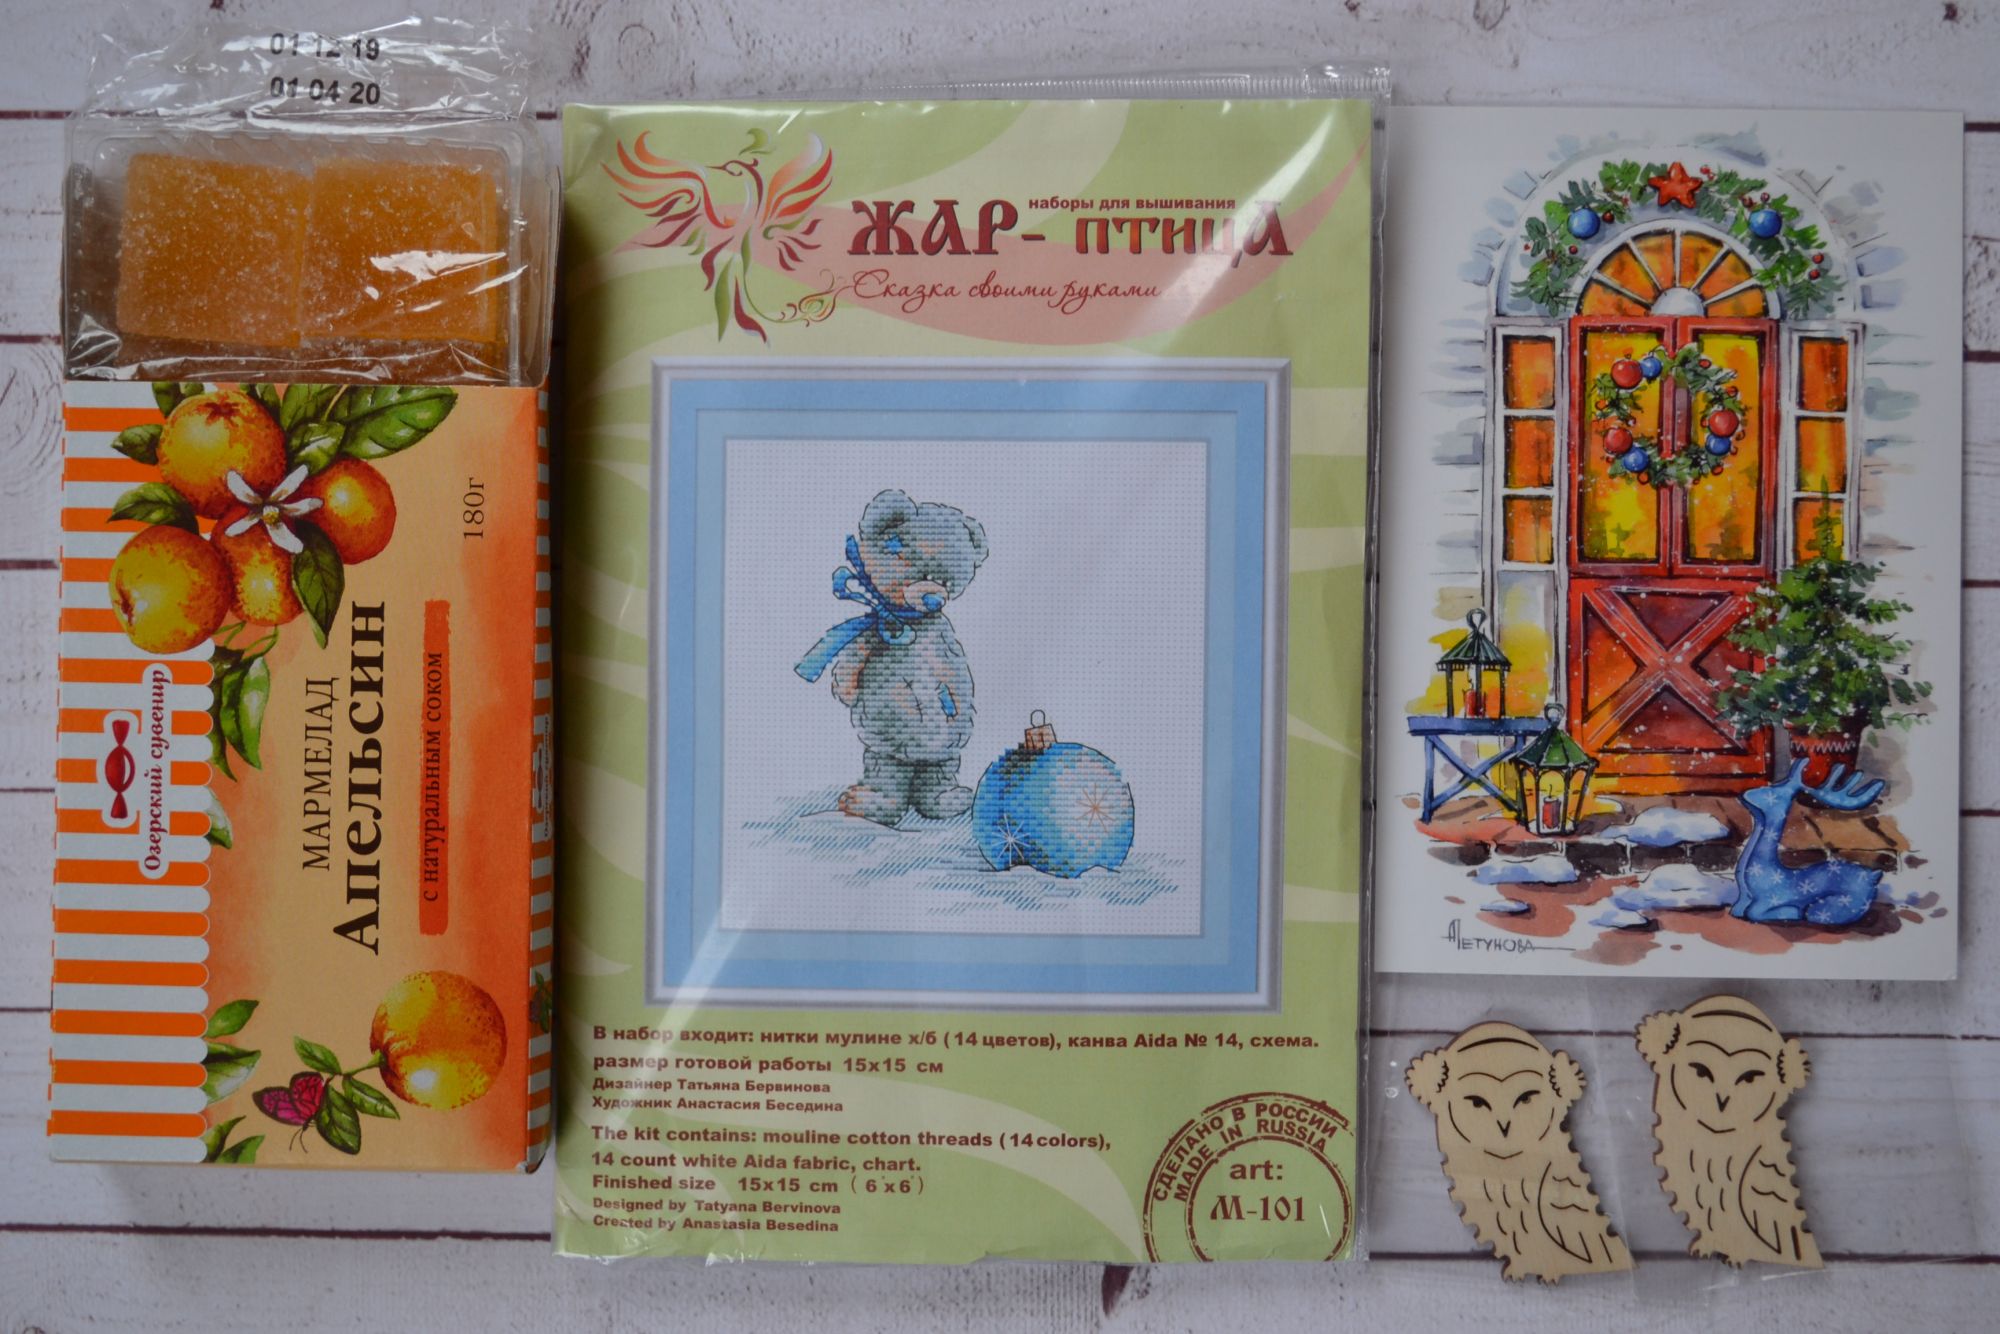 01 12 19
01 04 20
180г
МАРМЕЛАД
Апельсин
с натуральным соком
Озерский сувенир
наборы для вышивания
ЖАР-ПТИЦА
Сказка своими руками
В набор входит: нитки мулине х/б (14 цветов), канва Aida № 14, схема.
размер готовой работы 15х15 см
Дизайнер Татьяна Бервинова
Художник Анастасия Беседина
The kit contains: mouline cotton threads (14 colors),
14 count white Aida fabric, chart.
Finished size 15x15 cm (6"x6")
Designed by Tatyana Bervinova
Created by Anastasia Besedina
СДЕЛАНО В РОССИИ
MADE IN RUSSIA
art:
М-101
АПЕТУНОВА